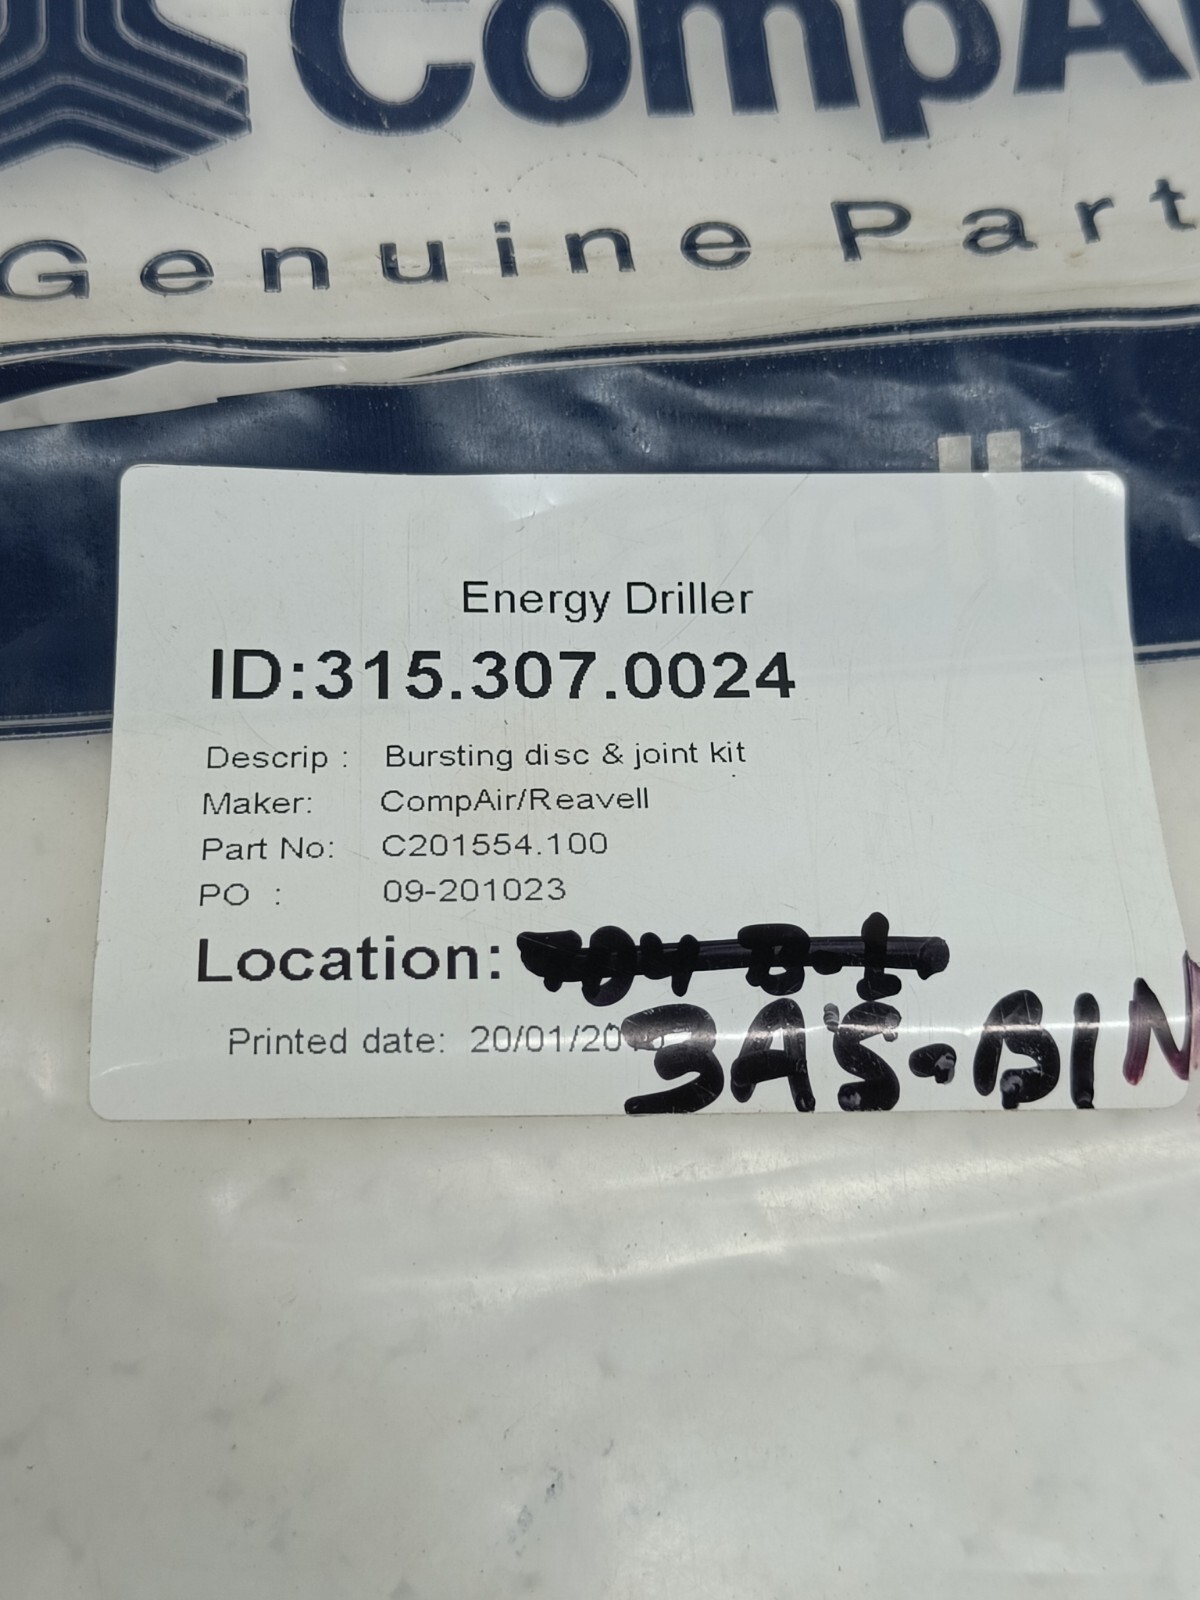 CompA
Genuine Part
Energy Driller
ID:315.307.0024
Descrip : Bursting disc & joint kit
Maker: CompAir/Reavell
Part No: C201554.100
PO : 09-201023
Location:
Printed date: 20/01/20
3AS-BIN